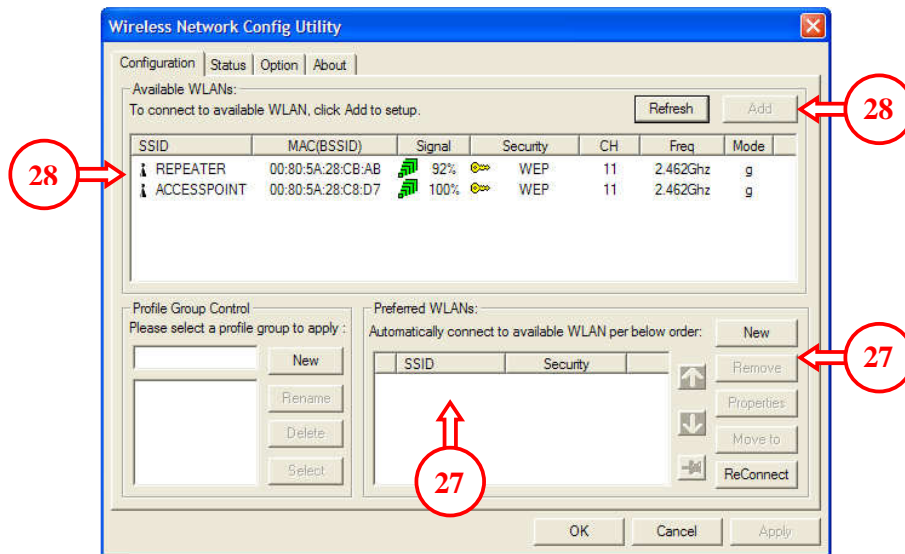 Wireless Network Config Utility
Configuration Status Option About
Available WLANs:
To connect to available WLAN, click Add to setup.
Refresh Add
28
SSID MAC(BSSID) Signal Security CH Freq Mode
REPEATER 00:80:5A:28:CB:AB 92% WEP 11 2.462Ghz g
ACCESSPOINT 00:80:5A:28:C8:D7 100% WEP 11 2.462Ghz g
28
Profile Group Control
Please select a profile group to apply :
New
Rename
Delete
Select
Preferred WLANs:
Automatically connect to available WLAN per below order:
SSID Security
27
New
Remove
Properties
Move to
ReConnect
27
OK Cancel Apply